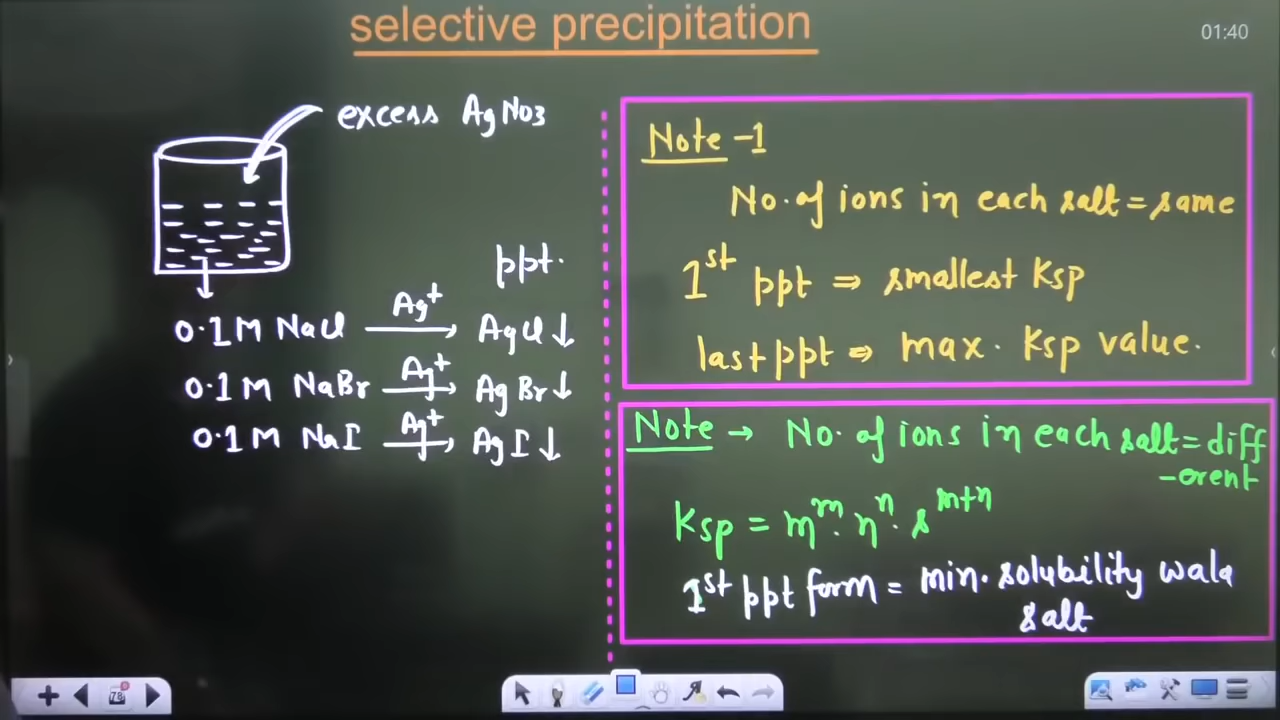 selective precipitation
01:40
excess AgNO3
ppt.
0.1M NaCl Ag+ → AgCl ↓
0.1M NaBr Ag+ → AgBr ↓
0.1M NaI Ag+ → AgI ↓
Note -1
No. of ions in each salt = same
1st ppt ⇒ smallest Ksp
last ppt ⇒ max. Ksp value.
Note → No. of ions in each salt = diff
-erent
Ksp = m^m . n^n . s^m+n
1st ppt form = min. solubility wala
salt
78